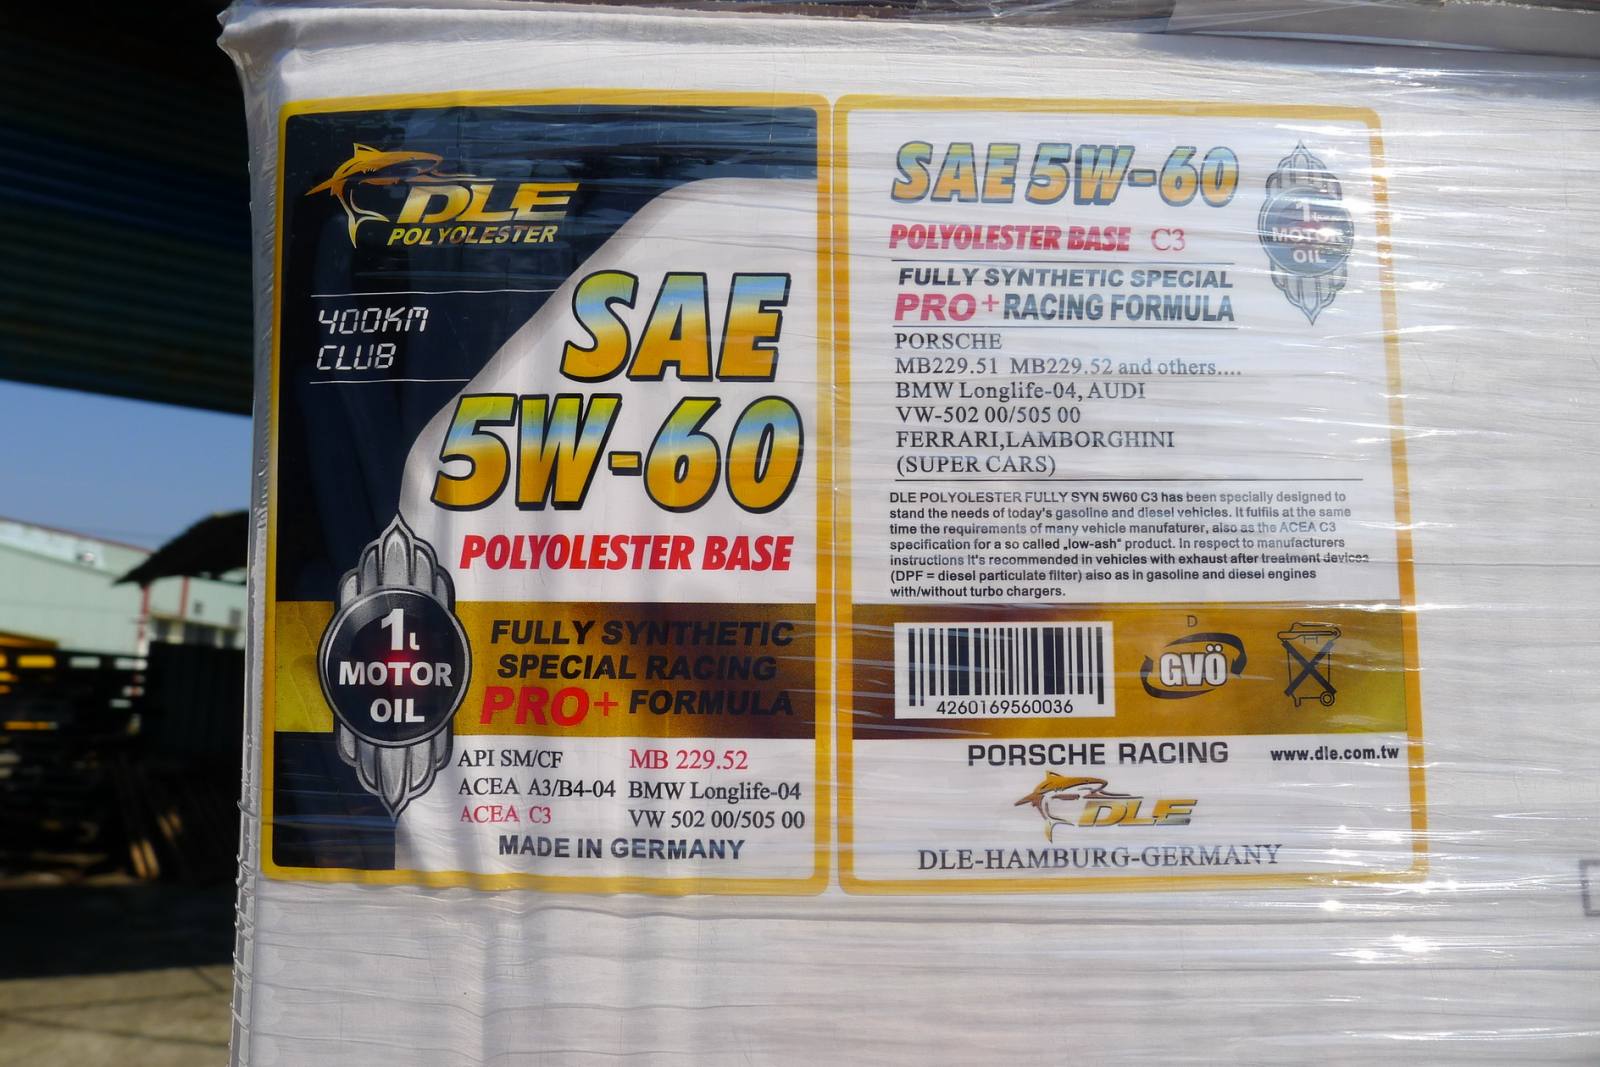 DLE
POLYOLESTER
400KM
CLUB
SAE
5W-60
POLYOLESTER BASE
1L
MOTOR
OIL
FULLY SYNTHETIC
SPECIAL RACING
PRO+ FORMULA
API SM/CF MB 229.52
ACEA A3/B4-04 BMW Longlife-04
ACEA C3 VW 502 00/505 00
MADE IN GERMANY
SAE 5W-60
POLYOLESTER BASE C3
1L
MOTOR
OIL
FULLY SYNTHETIC SPECIAL
PRO+RACING FORMULA
PORSCHE
MB229.51 MB229.52 and others....
BMW Longlife-04, AUDI
VW-502 00/505 00
FERRARI,LAMBORGHINI
(SUPER CARS)
DLE POLYOLESTER FULLY SYN 5W60 C3 has been specially designed to
stand the needs of today's gasoline and diesel vehicles. It fulfils at the same
time the requirements of many vehicle manufaturer, also as the ACEA C3
specification for a so called „low-ash" product. In respect to manufacturers
instructions it's recommended in vehicles with exhaust after treatment devices
(DPF = diesel particulate filter) also as in gasoline and diesel engines
with/without turbo chargers.
4260169560036
D
GVÖ
PORSCHE RACING www.dle.com.tw
DLE
DLE-HAMBURG-GERMANY